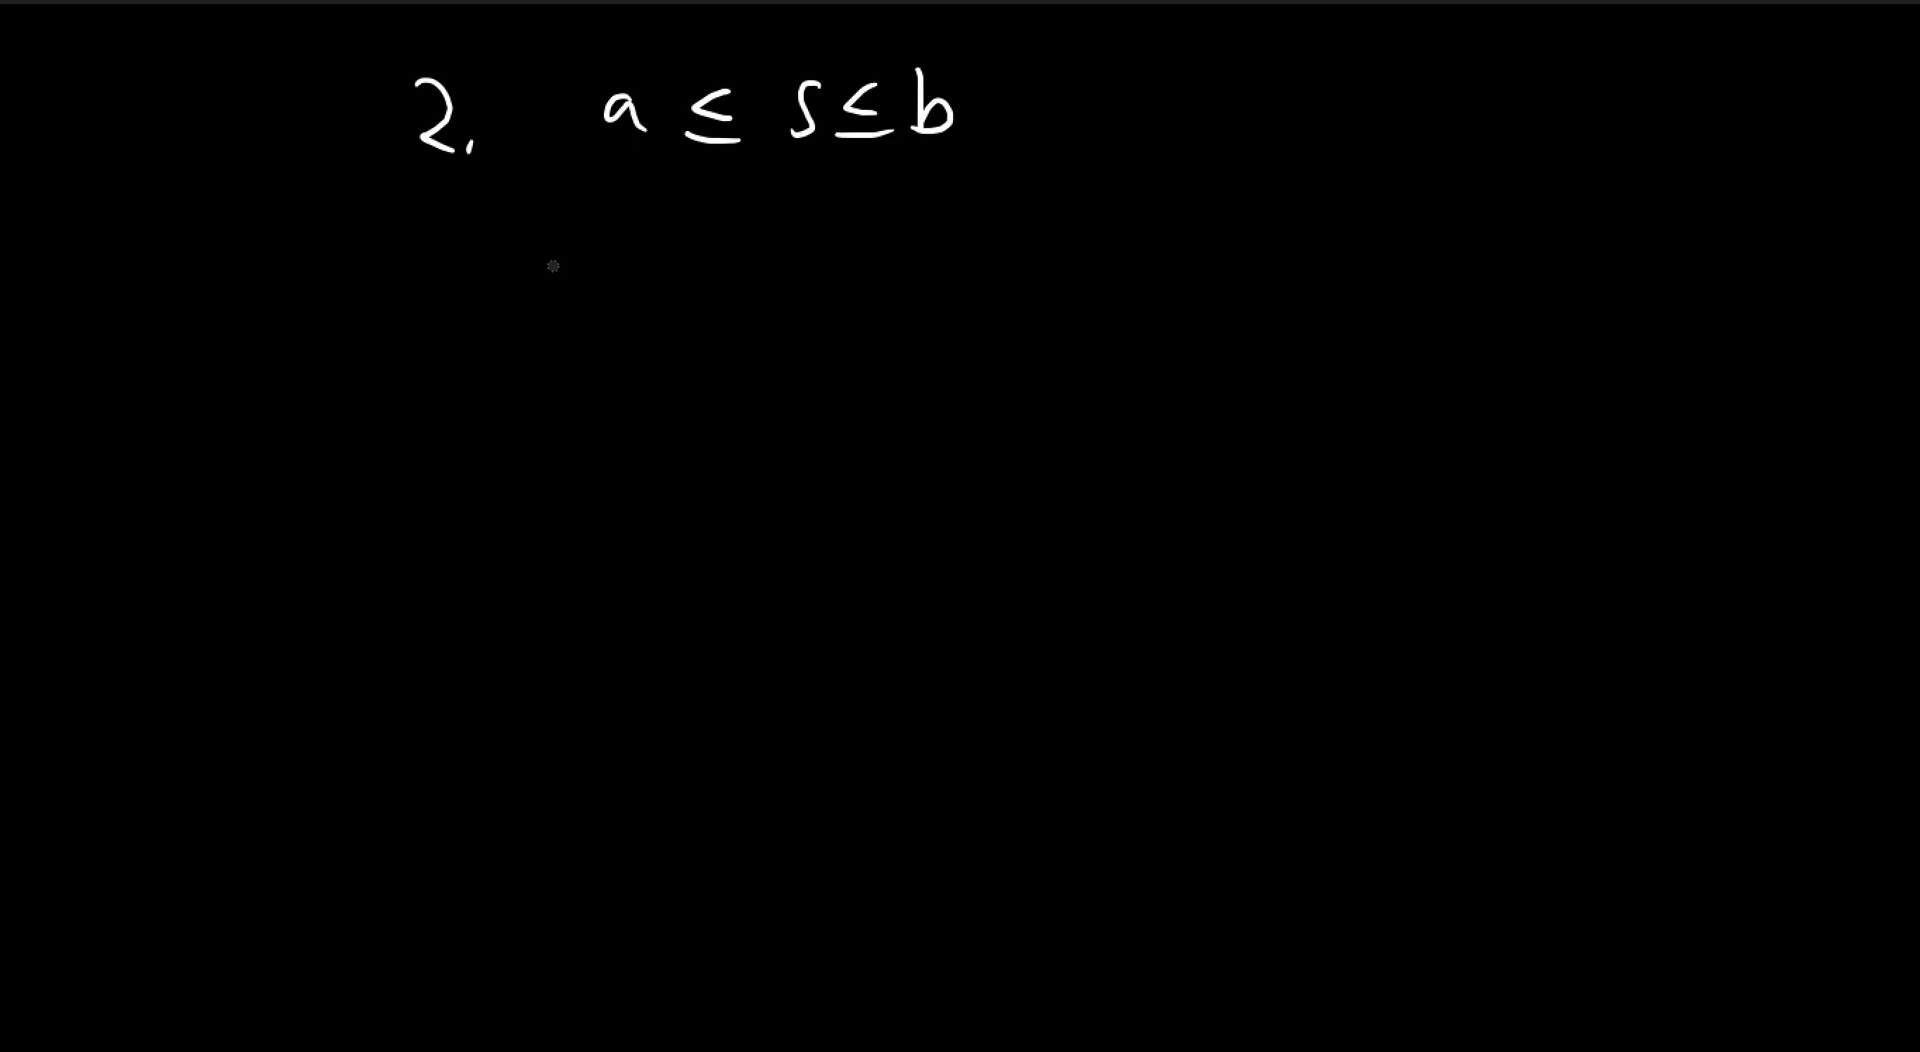 2. a ≤ s ≤ b